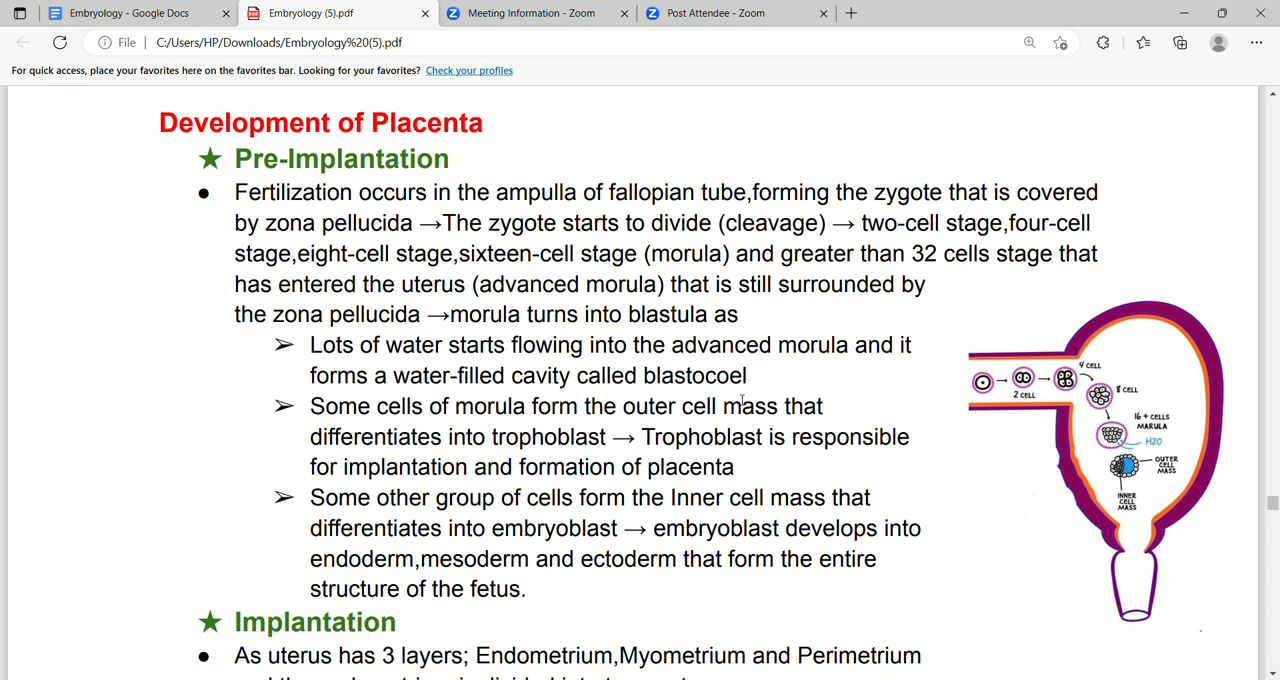 Embryology - Google Docs
Embryology (5).pdf
Meeting Information - Zoom
Post Attendee - Zoom
File
C:/Users/HP/Downloads/Embryology%20(5).pdf
For quick access, place your favorites here on the favorites bar. Looking for your favorites? Check your profiles
Development of Placenta
★ Pre-Implantation
● Fertilization occurs in the ampulla of fallopian tube,forming the zygote that is covered
by zona pellucida →The zygote starts to divide (cleavage) → two-cell stage,four-cell
stage,eight-cell stage,sixteen-cell stage (morula) and greater than 32 cells stage that
has entered the uterus (advanced morula) that is still surrounded by
the zona pellucida →morula turns into blastula as
➢ Lots of water starts flowing into the advanced morula and it
forms a water-filled cavity called blastocoel
➢ Some cells of morula form the outer cell mass that
differentiates into trophoblast → Trophoblast is responsible
for implantation and formation of placenta
➢ Some other group of cells form the Inner cell mass that
differentiates into embryoblast → embryoblast develops into
endoderm,mesoderm and ectoderm that form the entire
structure of the fetus.
4 CELL
2 CELL
8 CELL
16 + CELLS
MARULA
H20
OUTER
CELL
MASS
INNER
CELL
MASS
★ Implantation
● As uterus has 3 layers; Endometrium,Myometrium and Perimetrium